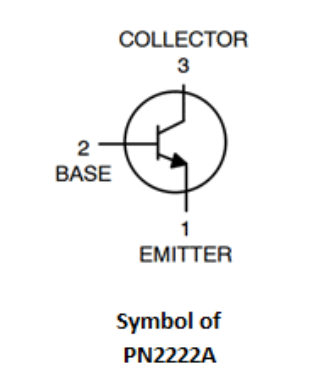 COLLECTOR
3
2
BASE
1
EMITTER
Symbol of
PN2222A